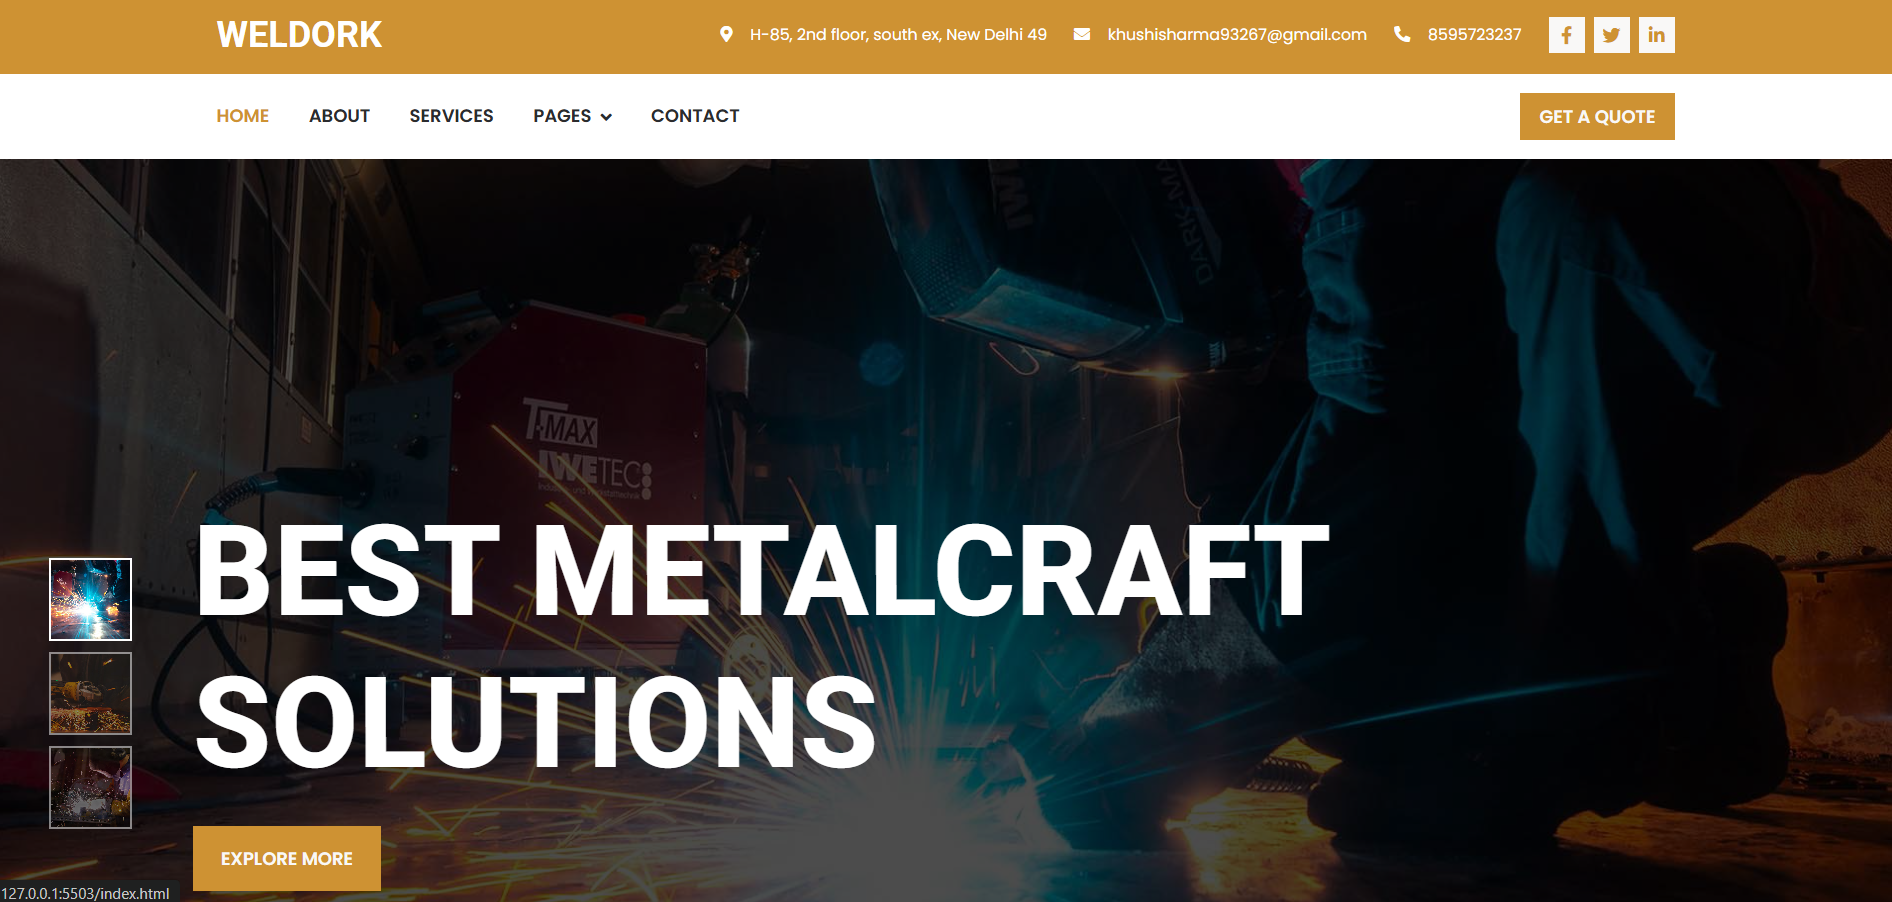 WELDORK
H-85, 2nd floor, south ex, New Delhi 49
khushisharma93267@gmail.com
8595723237
HOME
ABOUT
SERVICES
PAGES
CONTACT
GET A QUOTE
DARK-MA
T-MAX
IWETEC
BEST METALCRAFT
SOLUTIONS
EXPLORE MORE
127.0.0.1:5503/index.html